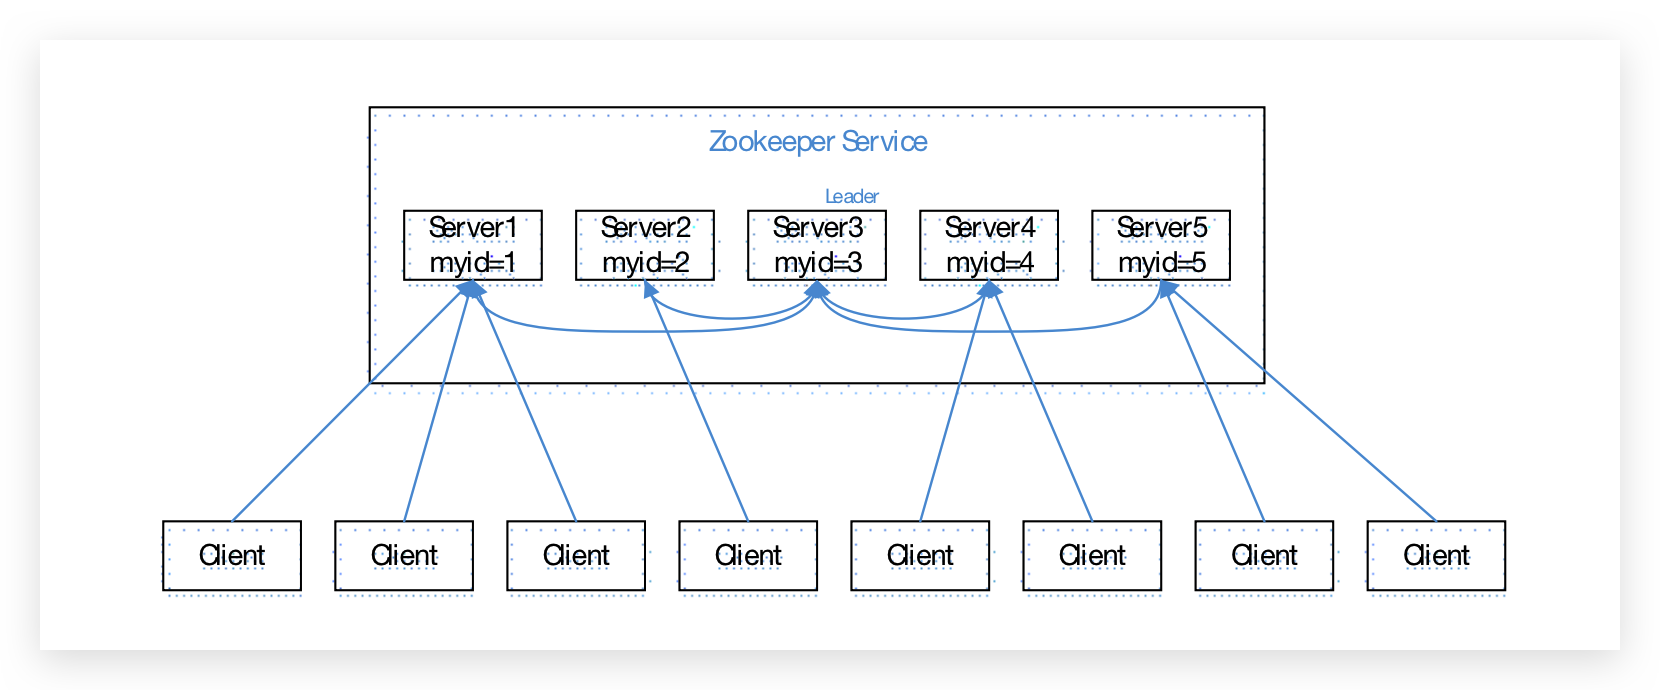 Zookeeper Service
Leader
Server1
myid=1
Server2
myid=2
Server3
myid=3
Server4
myid=4
Server5
myid=5
Client
Client
Client
Client
Client
Client
Client
Client